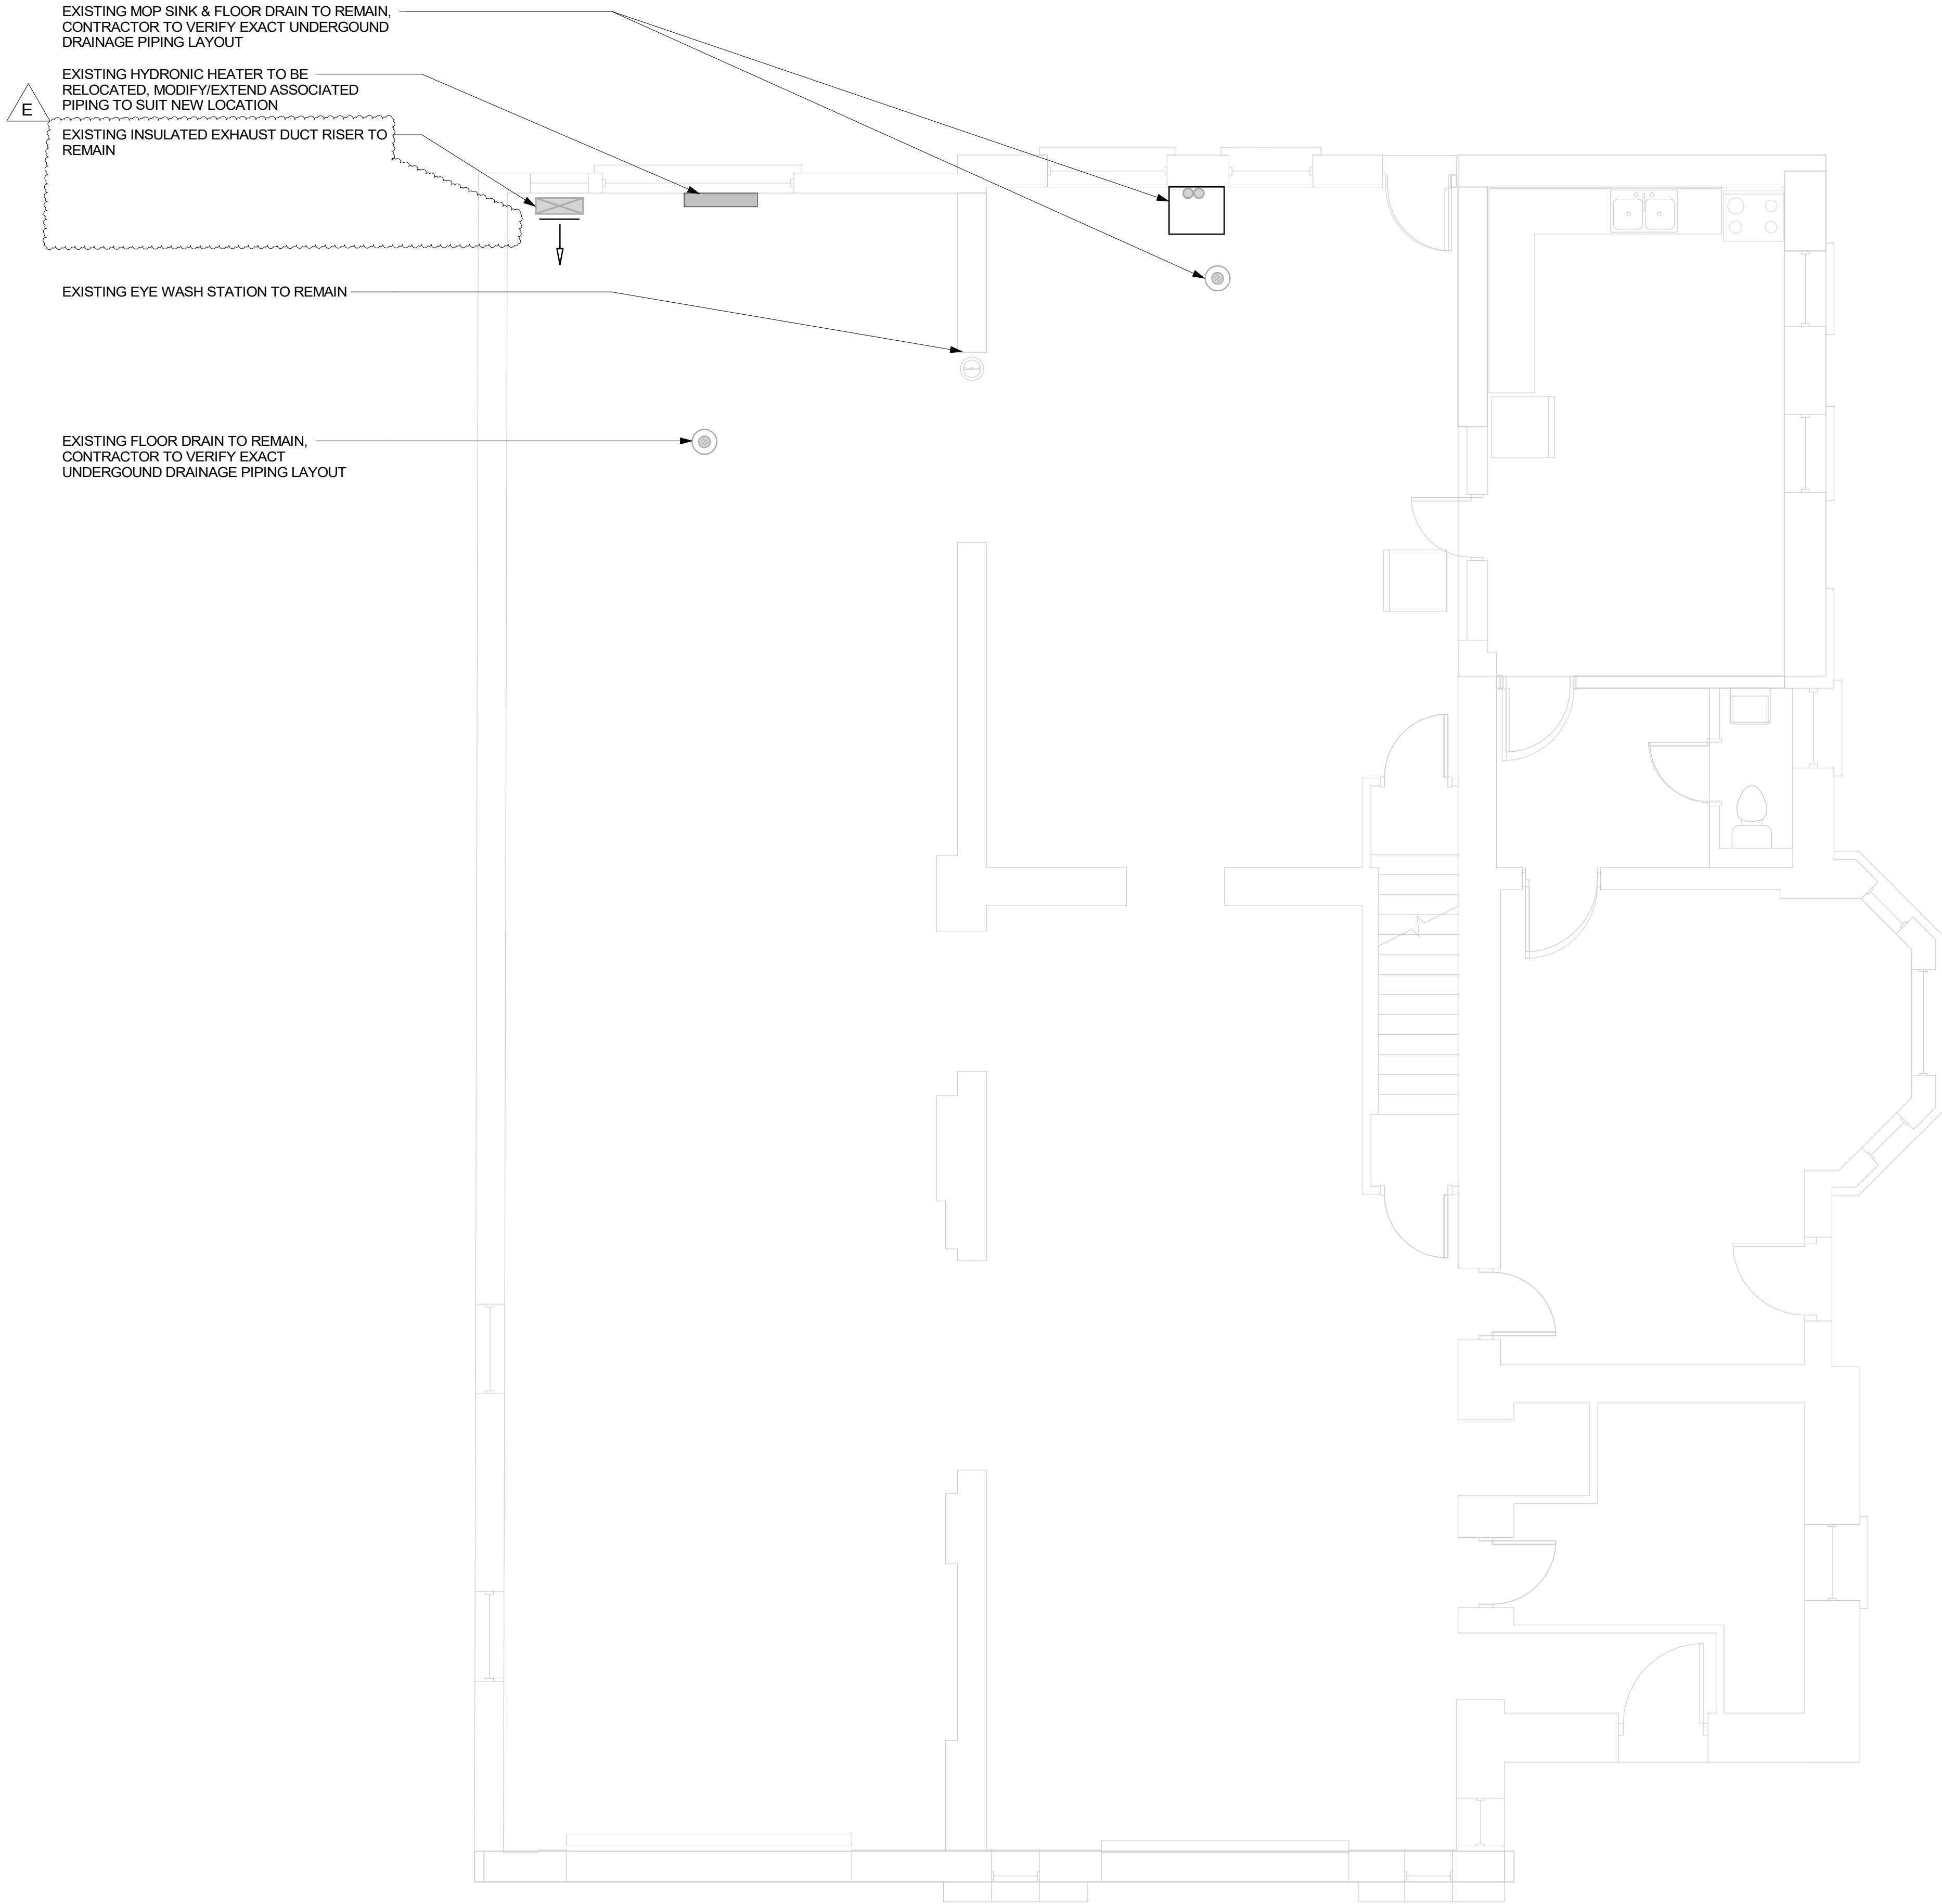 EXISTING MOP SINK & FLOOR DRAIN TO REMAIN,
CONTRACTOR TO VERIFY EXACT UNDERGOUND
DRAINAGE PIPING LAYOUT
EXISTING HYDRONIC HEATER TO BE
RELOCATED, MODIFY/EXTEND ASSOCIATED
PIPING TO SUIT NEW LOCATION
E
EXISTING INSULATED EXHAUST DUCT RISER TO
REMAIN
EXISTING EYE WASH STATION TO REMAIN
EXISTING FLOOR DRAIN TO REMAIN,
CONTRACTOR TO VERIFY EXACT
UNDERGOUND DRAINAGE PIPING LAYOUT